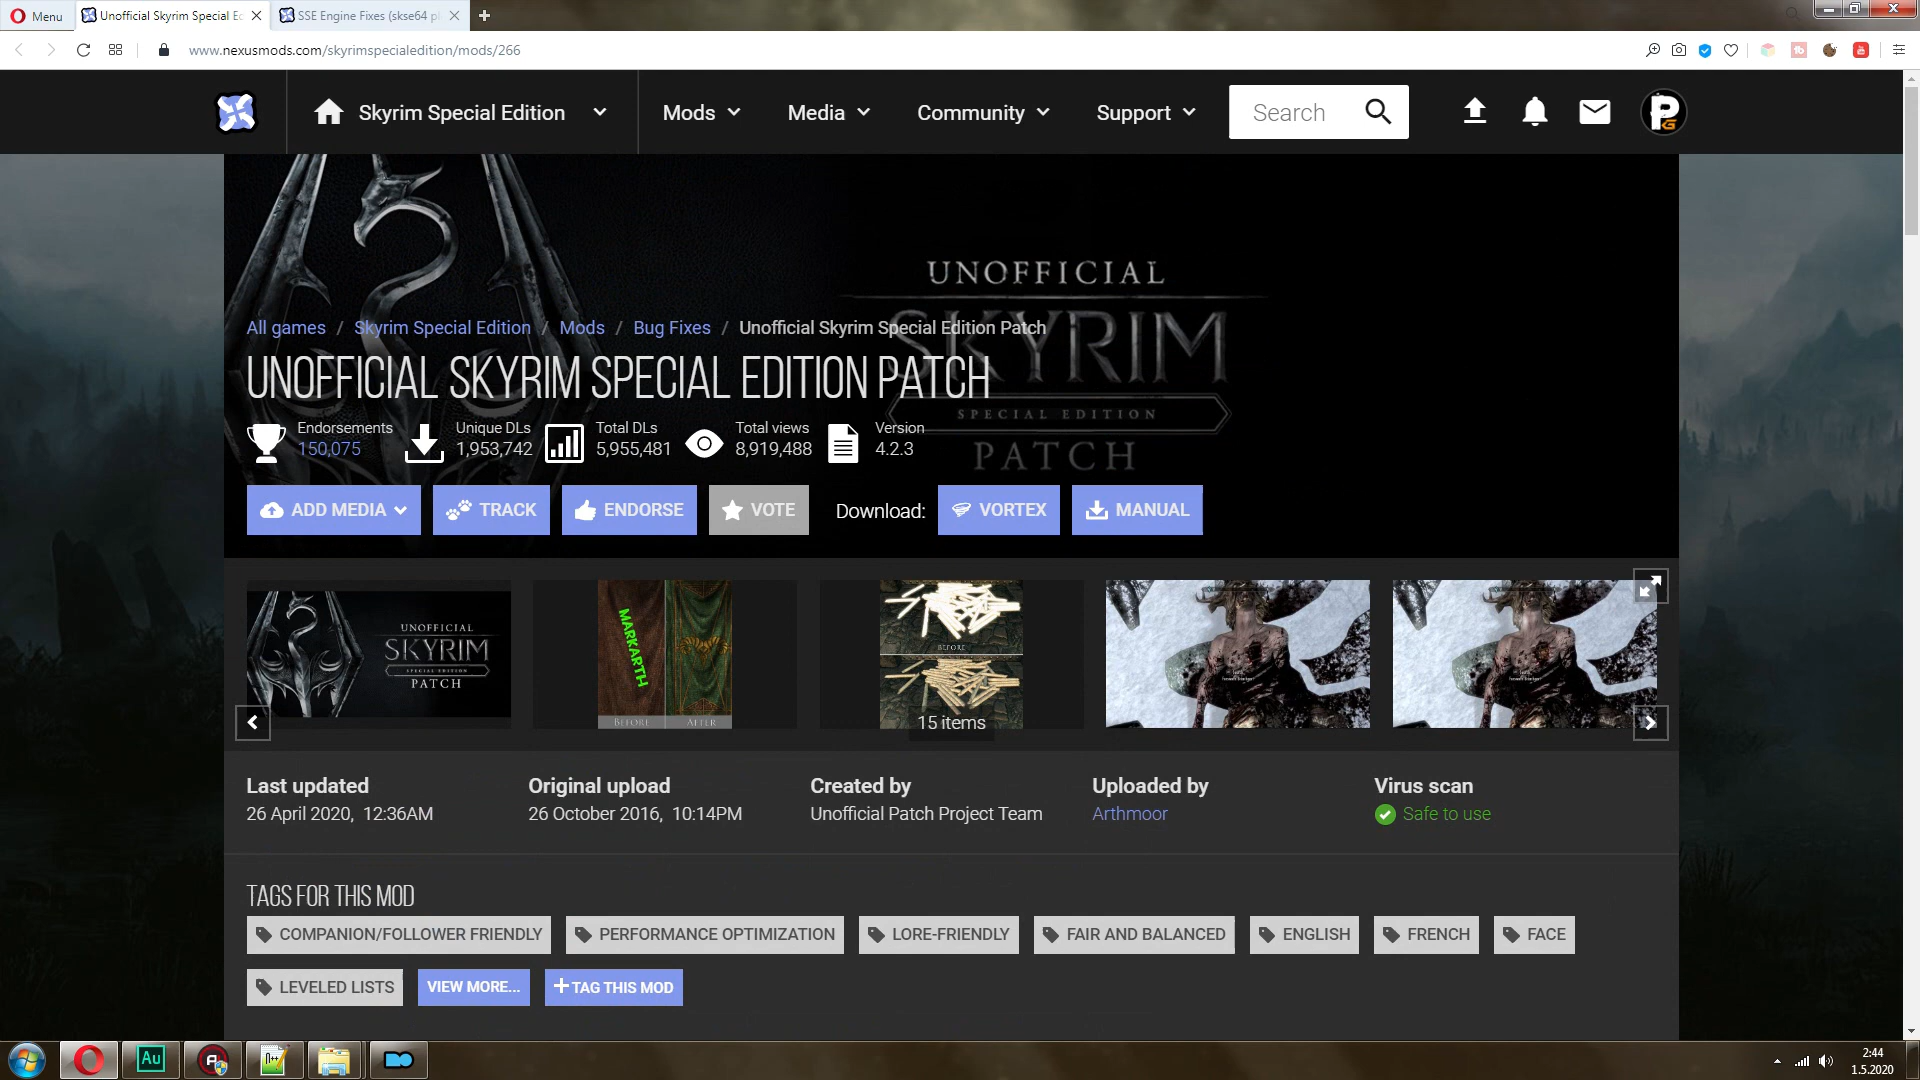 Menu
Unofficial Skyrim Special Ec
SSE Engine Fixes (skse64 pl
www.nexusmods.com/skyrimspecialedition/mods/266
Skyrim Special Edition
Mods
Media
Community
Support
Search
UNOFFICIAL
SKYRIM
SPECIAL EDITION
PATCH
All games / Skyrim Special Edition / Mods / Bug Fixes / Unofficial Skyrim Special Edition Patch
UNOFFICIAL SKYRIM SPECIAL EDITION PATCH
Endorsements
150,075
Unique DLs
1,953,742
Total DLs
5,955,481
Total views
8,919,488
Version
4.2.3
ADD MEDIA
TRACK
ENDORSE
VOTE
Download:
VORTEX
MANUAL
UNOFFICIAL
SKYRIM
SPECIAL EDITION
PATCH
MARKARTH
BEFORE AFTER
BEFORE
15 items
Last updated
26 April 2020, 12:36AM
Original upload
26 October 2016, 10:14PM
Created by
Unofficial Patch Project Team
Uploaded by
Arthmoor
Virus scan
Safe to use
TAGS FOR THIS MOD
COMPANION/FOLLOWER FRIENDLY
PERFORMANCE OPTIMIZATION
LORE-FRIENDLY
FAIR AND BALANCED
ENGLISH
FRENCH
FACE
LEVELED LISTS
VIEW MORE...
TAG THIS MOD
Au
2:44
1.5.2020